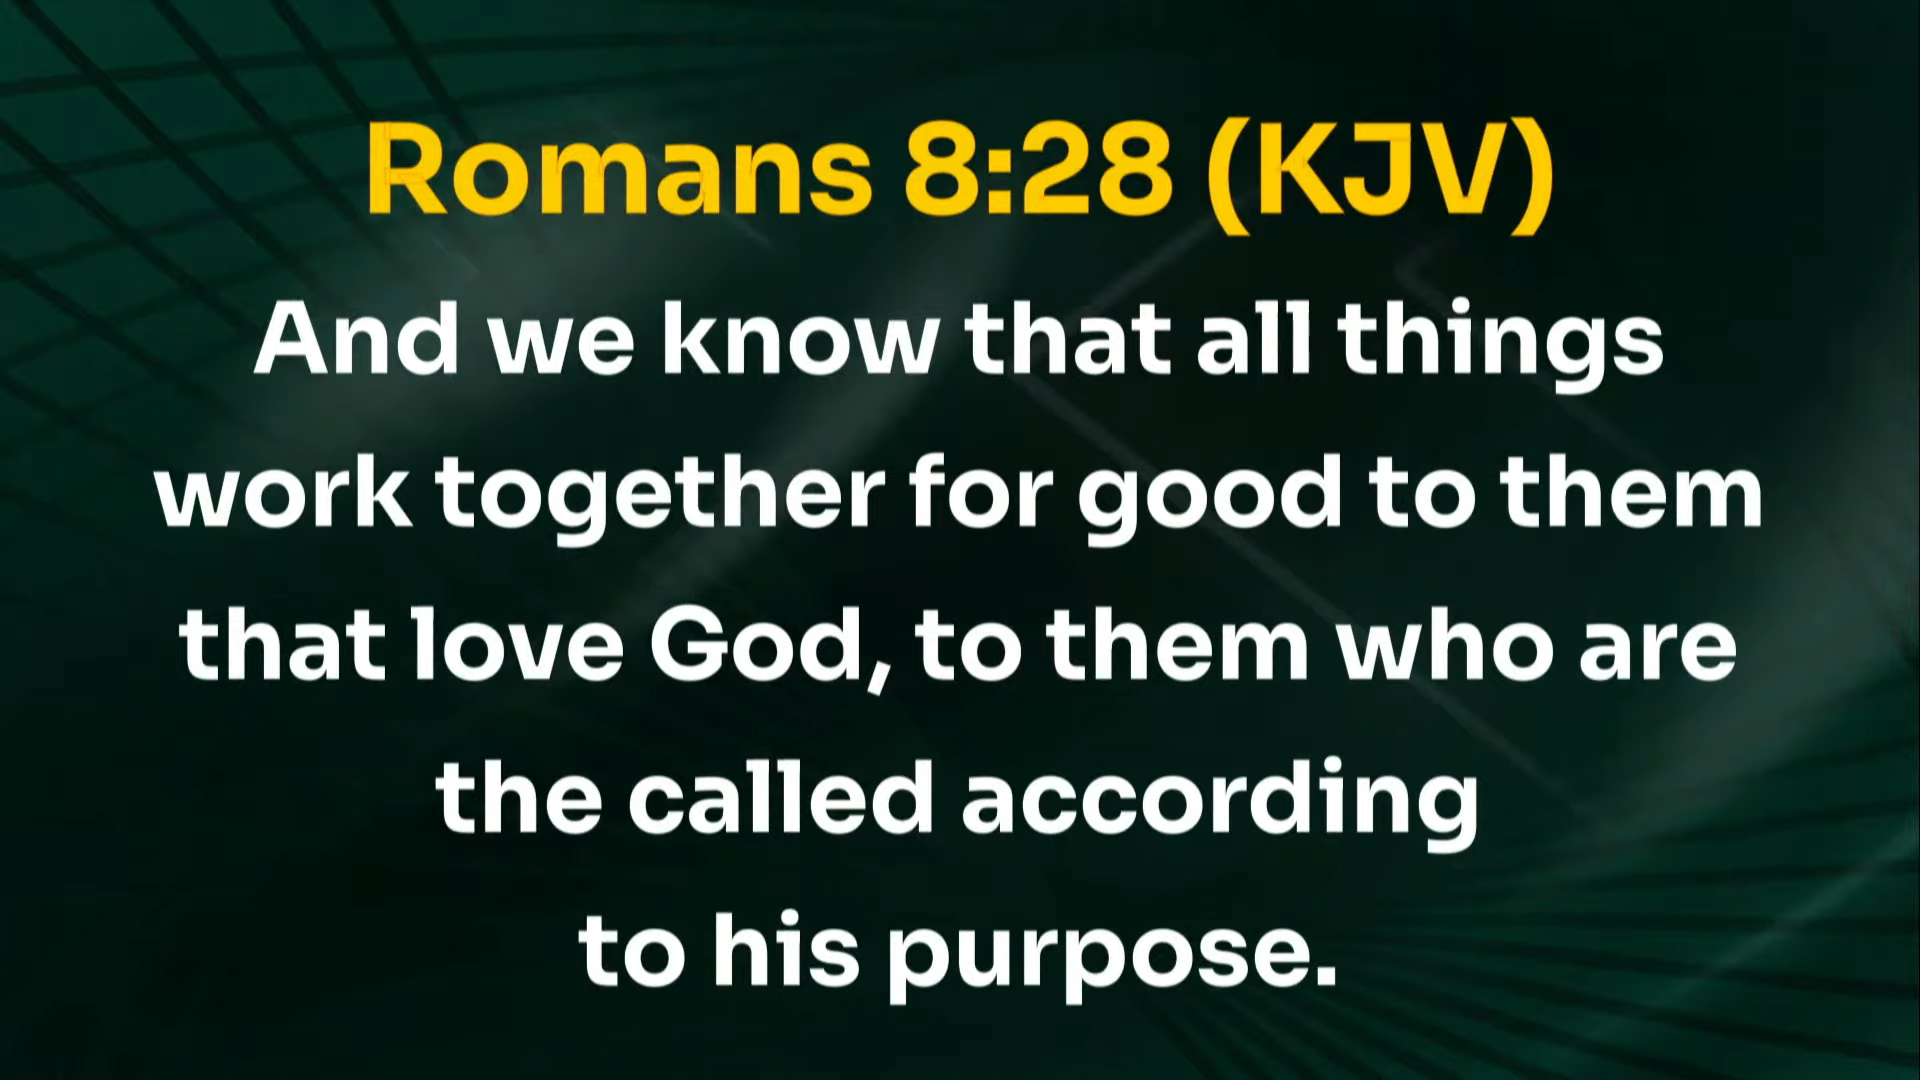 Romans 8:28 (KJV)
And we know that all things
work together for good to them
that love God, to them who are
the called according
to his purpose.